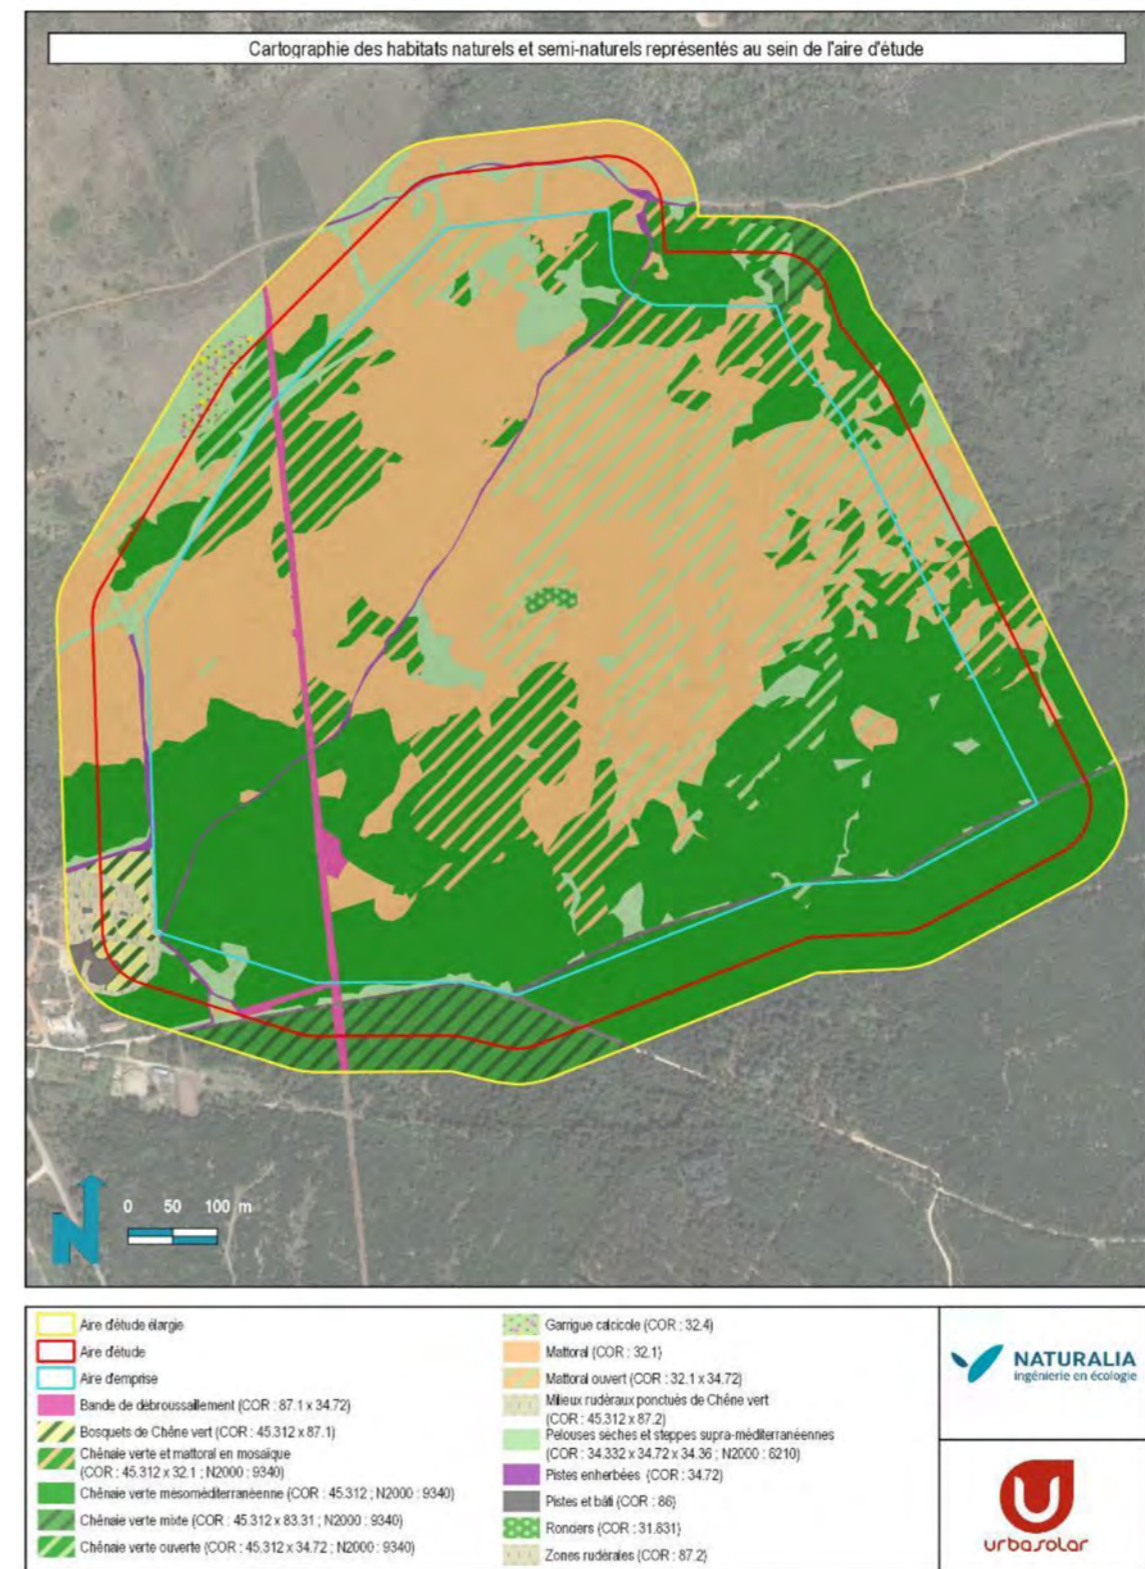 Cartographie des habitats naturels et semi-naturels représentés au sein de l'aire d'étude
N
0 50 100 m
Aire d'étude élargie
Aire d'étude
Aire d'emprise
Bande de débroussaillement (COR : 87.1 x 34.72)
Bosquets de Chêne vert (COR : 45.312 x 87.1)
Chênaie verte et mattoral en mosaïque
(COR : 45.312 x 32.1 ; N2000 : 9340)
Chênaie verte mésoméditerranéenne (COR : 45.312 ; N2000 : 9340)
Chênaie verte mixte (COR : 45.312 x 83.31 ; N2000 : 9340)
Chênaie verte ouverte (COR : 45.312 x 34.72 ; N2000 : 9340)
Garrigue calcicole (COR : 32.4)
Mattoral (COR : 32.1)
Mattoral ouvert (COR : 32.1 x 34.72)
Milieux rudéraux ponctués de Chêne vert
(COR : 45.312 x 87.2)
Pelouses sèches et steppes supra-méditerranéennes
(COR : 34.332 x 34.72 x 34.36 ; N2000 : 6210)
Pistes enherbées (COR : 34.72)
Pistes et bâti (COR : 86)
Ronciers (COR : 31.831)
Zones rudérales (COR : 87.2)
NATURALIA
Ingénierie en écologie
urbasolar